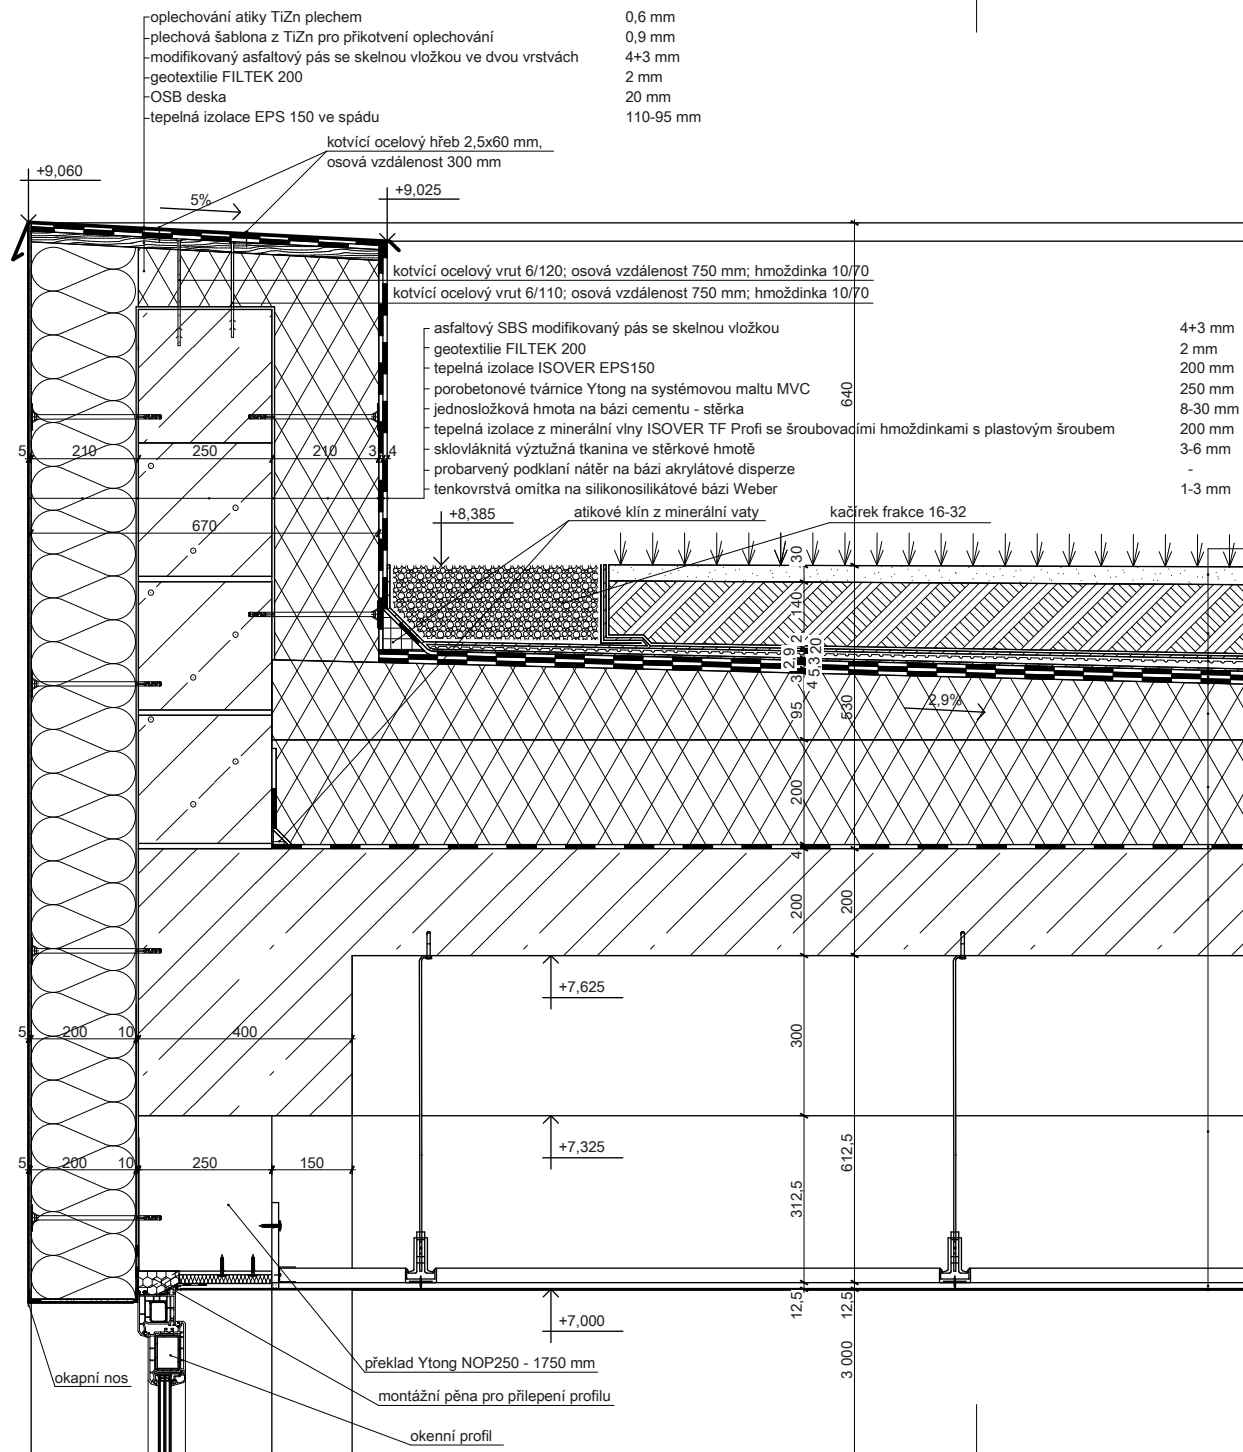 oplechování atiky TiZn plechem 0,6 mm
plechová šablona z TiZn pro přikotvení oplechování 0,9 mm
modifikovaný asfaltový pás se skelnou vložkou ve dvou vrstvách 4+3 mm
geotextilie FILTEK 200 2 mm
OSB deska 20 mm
tepelná izolace EPS 150 ve spádu 110-95 mm
kotvící ocelový hřeb 2,5x60 mm,
osová vzdálenost 300 mm
+9,060
5%
+9,025
kotvící ocelový vrut 6/120; osová vzdálenost 750 mm; hmoždinka 10/70
kotvící ocelový vrut 6/110; osová vzdálenost 750 mm; hmoždinka 10/70
asfaltový SBS modifikovaný pás se skelnou vložkou 4+3 mm
geotextilie FILTEK 200 2 mm
tepelná izolace ISOVER EPS150 200 mm
porobetonové tvárnice Ytong na systémovou maltu MVC 250 mm
jednosložková hmota na bázi cementu - stěrka 8-30 mm
tepelná izolace z minerální vlny ISOVER TF Profi se šroubovacími hmoždinkami s plastovým šroubem 200 mm
sklovláknitá výztužná tkanina ve stěrkové hmotě 3-6 mm
probarvený podklaní nátěr na bázi akrylátové disperze -
tenkovrstvá omítka na silikonosilikátové bázi Weber 1-3 mm
640
5 210 250 210 3 4
670
+8,385
atikové klín z minerální vaty
kačírek frakce 16-32
30
140
2
20
2,9
5,3
3
4
95
530
2,9%
200
4
200
200
+7,625
5 200 10 400
300
+7,325
5 200 10 250 150
612,5
312,5
12,5
12,5
+7,000
3 000
překlad Ytong NOP250 - 1750 mm
okapní nos
montážní pěna pro přilepení profilu
okenní profil